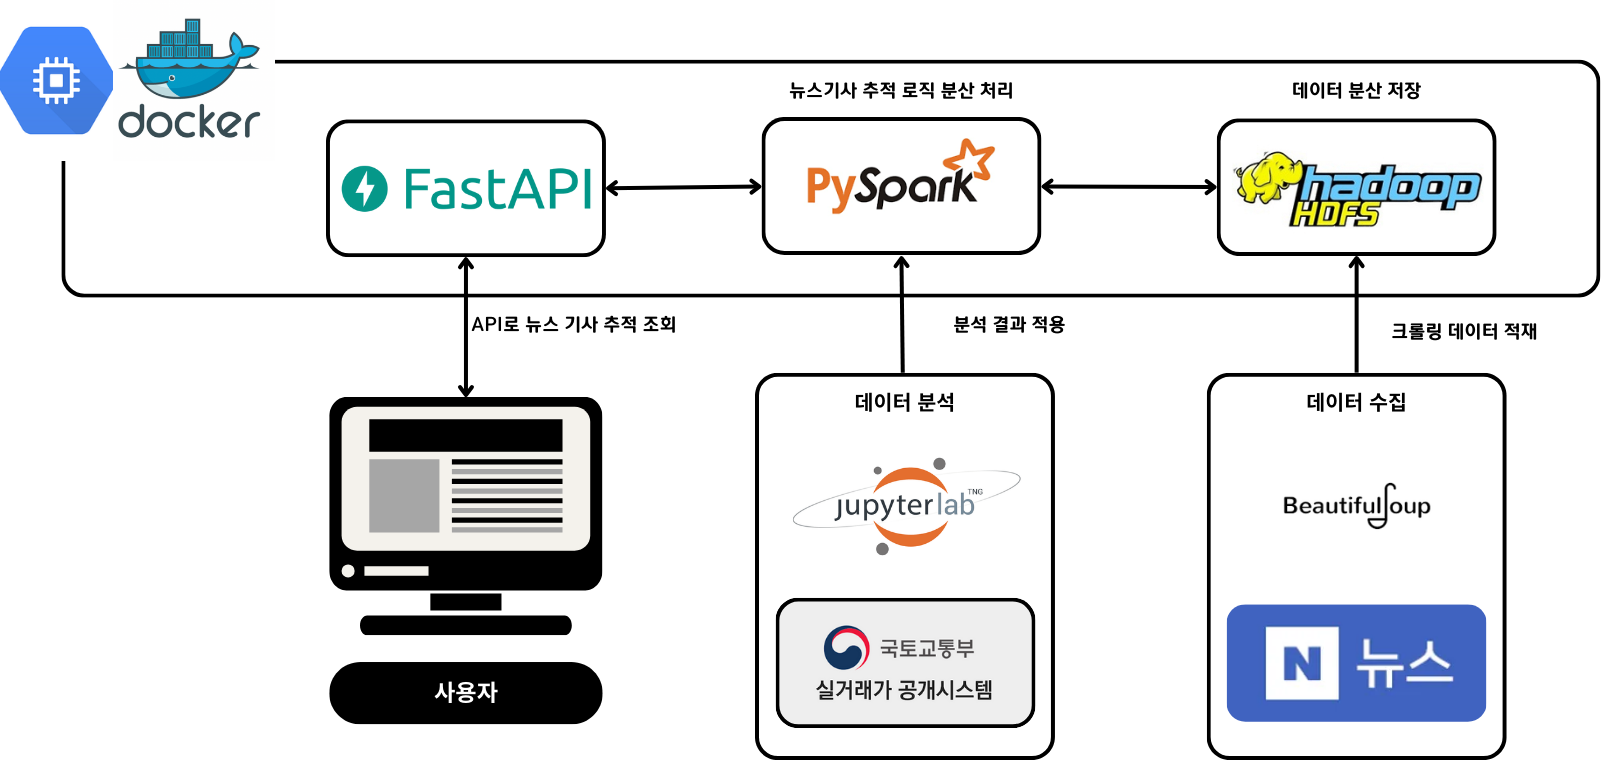 docker
뉴스기사 추적 로직 분산 처리
데이터 분산 저장
FastAPI
PySpark
hadoop
HDFS
API로 뉴스 기사 추적 조회
분석 결과 적용
크롤링 데이터 적재
데이터 분석
데이터 수집
jupyterlab TNG
BeautifulSoup
국토교통부
실거래가 공개시스템
N 뉴스
사용자